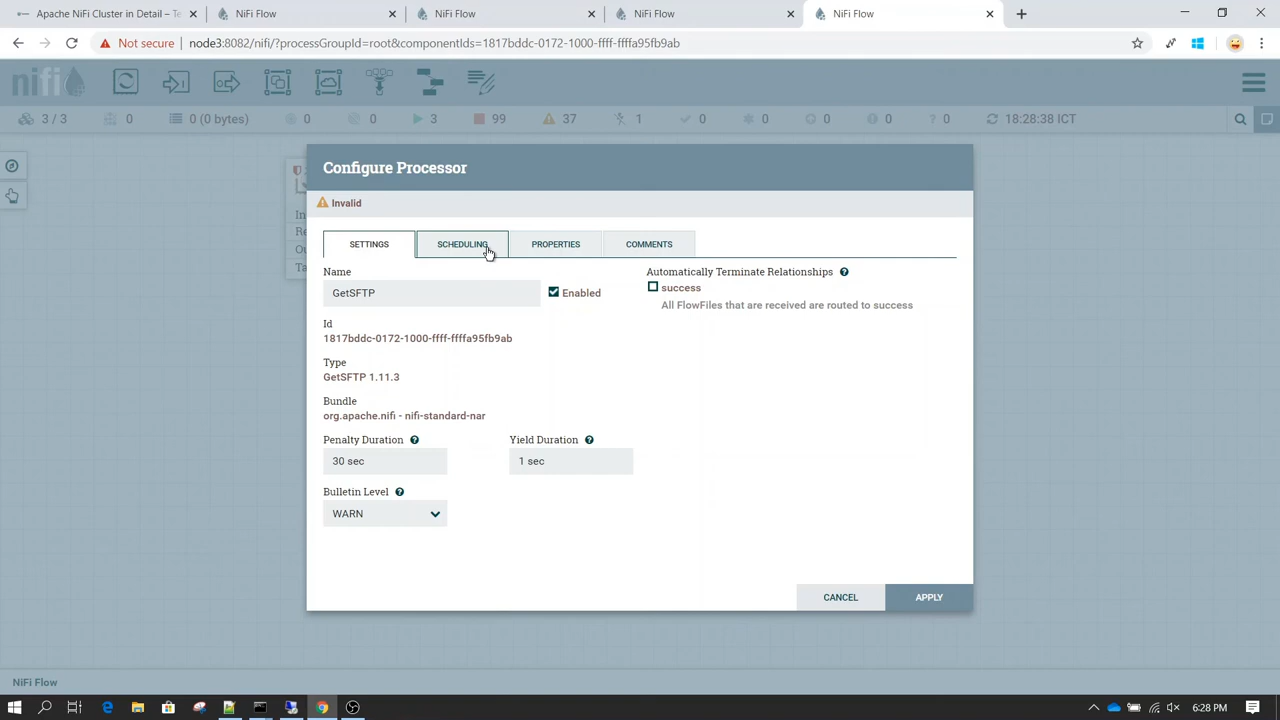 Apache NiFi Cluster in Detail – Te
NiFi Flow
NiFi Flow
NiFi Flow
NiFi Flow
Not secure
node3:8082/nifi/?processGroupId=root&componentIds=1817bddc-0172-1000-ffff-ffffa95fb9ab
nifi
3 / 3
0
0 (0 bytes)
0
0
3
99
37
1
0
0
0
0
0
18:28:38 ICT
Configure Processor
Invalid
SETTINGS
SCHEDULING
PROPERTIES
COMMENTS
Name
GetSFTP
Enabled
Id
1817bddc-0172-1000-ffff-ffffa95fb9ab
Type
GetSFTP 1.11.3
Bundle
org.apache.nifi - nifi-standard-nar
Penalty Duration
Yield Duration
30 sec
1 sec
Bulletin Level
WARN
Automatically Terminate Relationships
success
All FlowFiles that are received are routed to success
CANCEL
APPLY
In
Re
Ou
Ta
NiFi Flow
6:28 PM